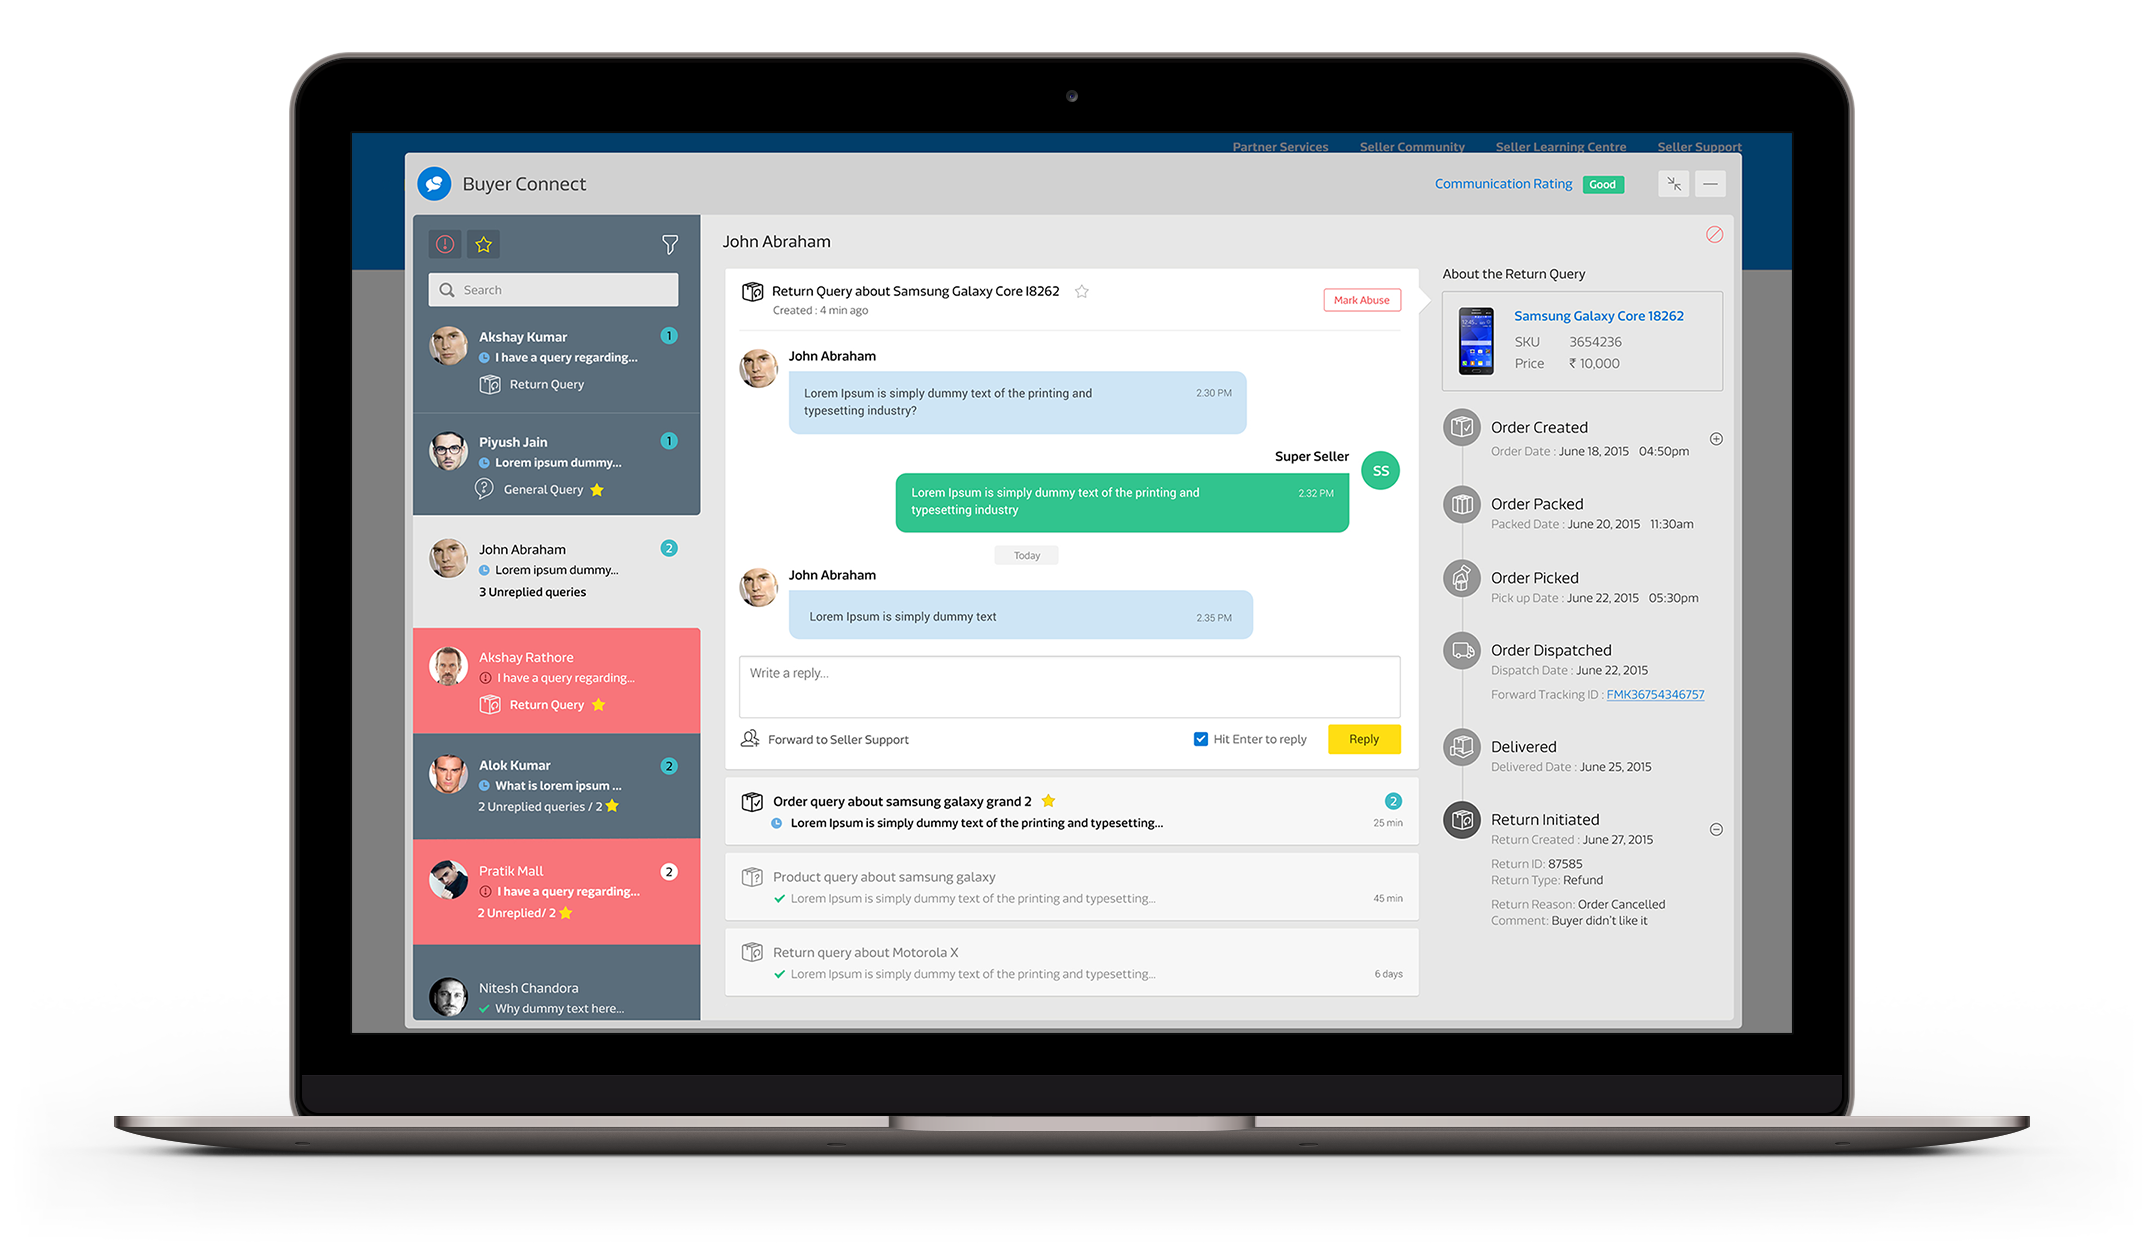 Partner Services Seller Community Seller Learning Centre Seller Support
Buyer Connect
Communication Rating Good
Search
Akshay Kumar 1
I have a query regarding...
Return Query
Piyush Jain 1
Lorem ipsum dummy...
General Query
John Abraham 2
Lorem ipsum dummy...
3 Unreplied queries
Akshay Rathore
I have a query regarding...
Return Query
Alok Kumar 2
What is lorem ipsum ...
2 Unreplied queries / 2
Pratik Mall 2
I have a query regarding...
2 Unreplied/ 2
Nitesh Chandora
Why dummy text here...
John Abraham
Return Query about Samsung Galaxy Core I8262
Created : 4 min ago
Mark Abuse
John Abraham
Lorem Ipsum is simply dummy text of the printing and
typesetting industry?
2.30 PM
Super Seller
SS
Lorem Ipsum is simply dummy text of the printing and
typesetting industry
2.32 PM
Today
John Abraham
Lorem Ipsum is simply dummy text
2.35 PM
Write a reply...
Forward to Seller Support
Hit Enter to reply
Reply
Order query about samsung galaxy grand 2 2
Lorem Ipsum is simply dummy text of the printing and typesetting... 25 min
Product query about samsung galaxy
Lorem Ipsum is simply dummy text of the printing and typesetting... 45 min
Return query about Motorola X
Lorem Ipsum is simply dummy text of the printing and typesetting... 6 days
About the Return Query
Samsung Galaxy Core 18262
SKU 3654236
Price ₹ 10,000
Order Created
Order Date : June 18, 2015 04:50pm
Order Packed
Packed Date : June 20, 2015 11:30am
Order Picked
Pick up Date : June 22, 2015 05:30pm
Order Dispatched
Dispatch Date : June 22, 2015
Forward Tracking ID : FMK36754346757
Delivered
Delivered Date : June 25, 2015
Return Initiated
Return Created : June 27, 2015
Return ID: 87585
Return Type: Refund
Return Reason: Order Cancelled
Comment: Buyer didn't like it